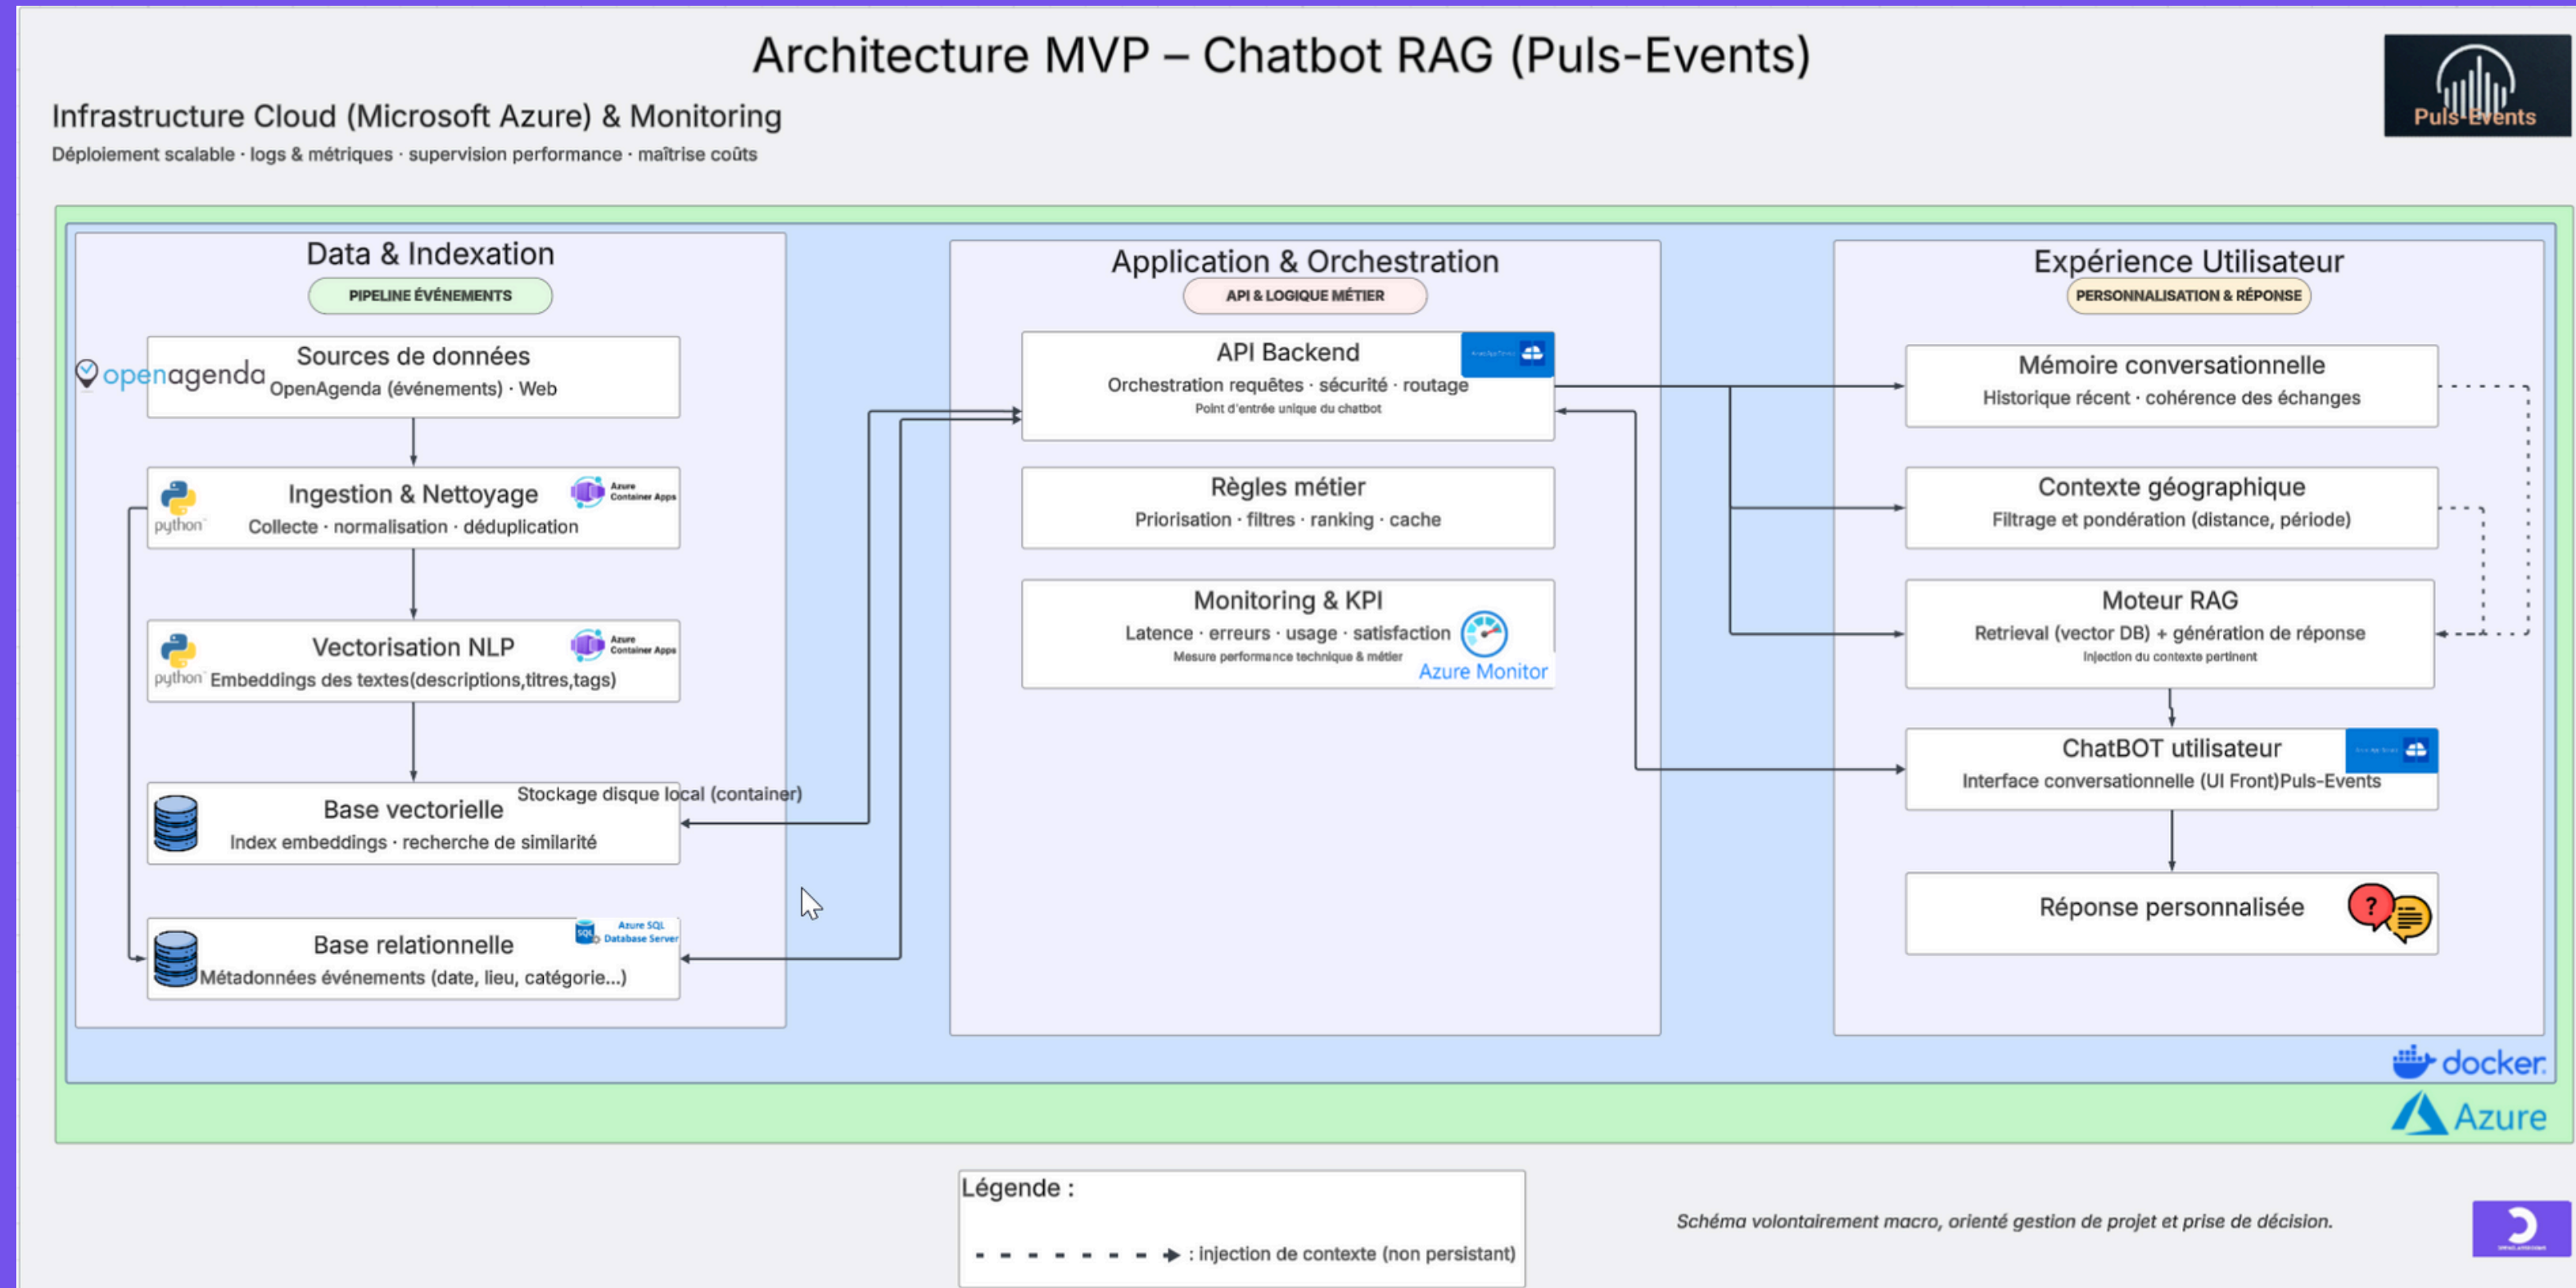 Architecture MVP – Chatbot RAG (Puls-Events)
Puls-Events
Infrastructure Cloud (Microsoft Azure) & Monitoring
Déploiement scalable · logs & métriques · supervision performance · maîtrise coûts
Data & Indexation
PIPELINE ÉVÉNEMENTS
openagenda
Sources de données
OpenAgenda (événements) · Web
python
Ingestion & Nettoyage
Azure
Container Apps
Collecte · normalisation · déduplication
python
Vectorisation NLP
Azure
Container Apps
Embeddings des textes(descriptions,titres,tags)
Stockage disque local (container)
Base vectorielle
Index embeddings · recherche de similarité
Base relationnelle
SQL
Azure SQL
Database Server
Métadonnées événements (date, lieu, catégorie...)
Application & Orchestration
API & LOGIQUE MÉTIER
API Backend
Orchestration requêtes · sécurité · routage
Point d'entrée unique du chatbot
Règles métier
Priorisation · filtres · ranking · cache
Monitoring & KPI
Latence · erreurs · usage · satisfaction
Mesure performance technique & métier
Azure Monitor
Expérience Utilisateur
PERSONNALISATION & RÉPONSE
Mémoire conversationnelle
Historique récent · cohérence des échanges
Contexte géographique
Filtrage et pondération (distance, période)
Moteur RAG
Retrieval (vector DB) + génération de réponse
Injection du contexte pertinent
ChatBOT utilisateur
Interface conversationnelle (UI Front)Puls-Events
Réponse personnalisée
?
docker
Azure
Légende :
: injection de contexte (non persistant)
Schéma volontairement macro, orienté gestion de projet et prise de décision.